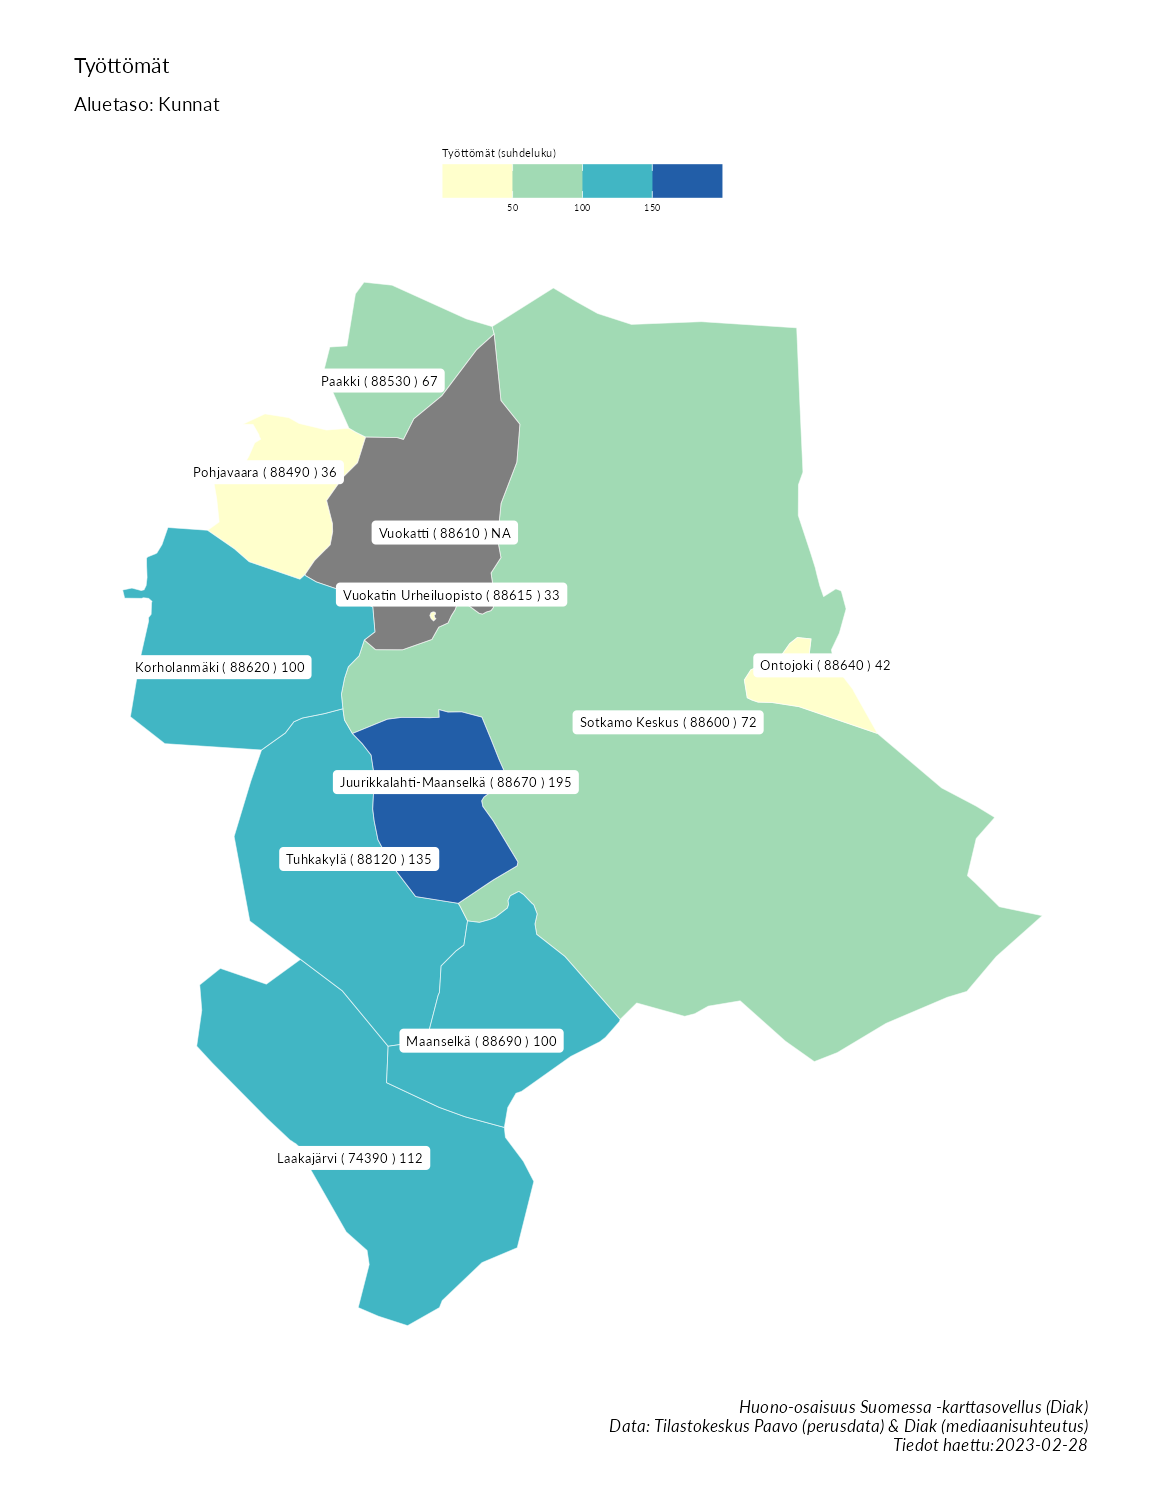 Työttömät
Aluetaso: Kunnat
Työttömät (suhdeluku)
50 100 150
Paakki ( 88530 ) 67
Pohjavaara ( 88490 ) 36
Vuokatti ( 88610 ) NA
Vuokatin Urheiluopisto ( 88615 ) 33
Korholanmäki ( 88620 ) 100
Ontojoki ( 88640 ) 42
Sotkamo Keskus ( 88600 ) 72
Juurikkalahti-Maanselkä ( 88670 ) 195
Tuhkakylä ( 88120 ) 135
Maanselkä ( 88690 ) 100
Laakajärvi ( 74390 ) 112
Huono-osaisuus Suomessa -karttasovellus (Diak)
Data: Tilastokeskus Paavo (perusdata) & Diak (mediaanisuhteutus)
Tiedot haettu:2023-02-28